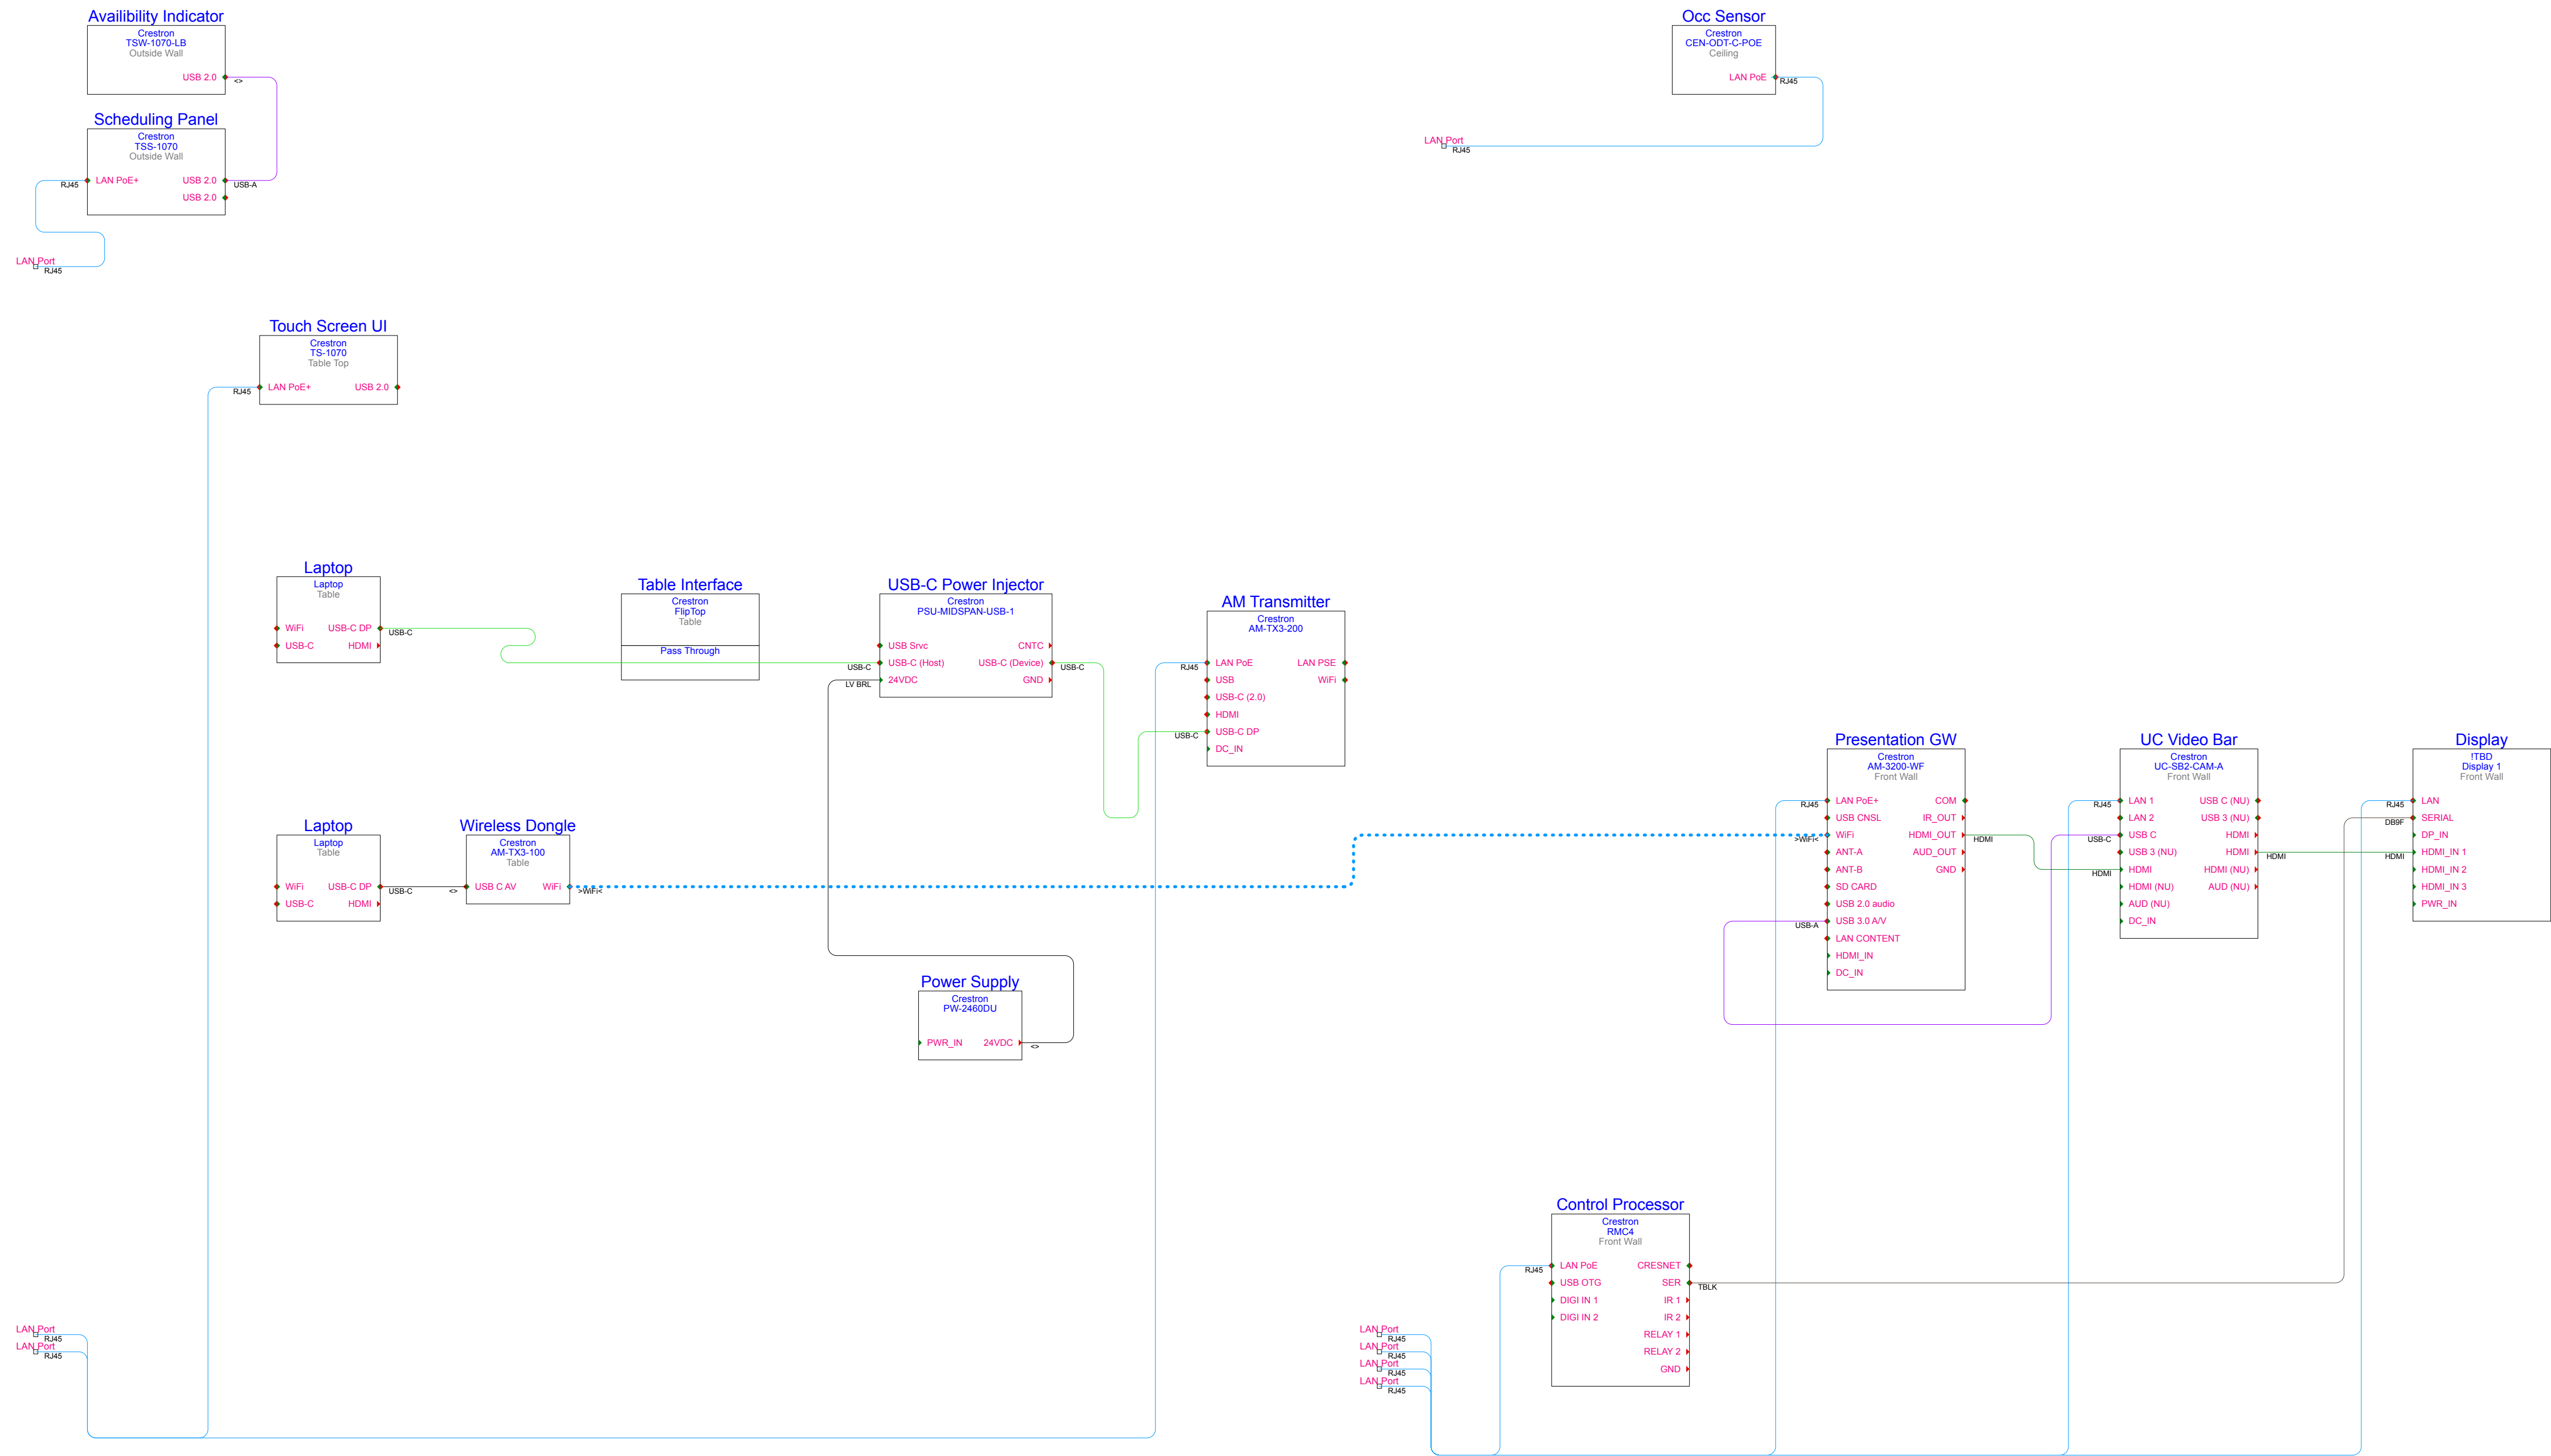 Availibility Indicator
Crestron
TSW-1070-LB
Outside Wall
USB 2.0
<>
Scheduling Panel
Crestron
TSS-1070
Outside Wall
RJ45
LAN PoE+
USB 2.0
USB-A
USB 2.0
LAN Port
RJ45
Occ Sensor
Crestron
CEN-ODT-C-POE
Ceiling
LAN PoE
RJ45
LAN Port
RJ45
Touch Screen UI
Crestron
TS-1070
Table Top
RJ45
LAN PoE+
USB 2.0
Laptop
Laptop
Table
WiFi
USB-C DP
USB-C
USB-C
HDMI
Table Interface
Crestron
FlipTop
Table
Pass Through
USB-C Power Injector
Crestron
PSU-MIDSPAN-USB-1
USB Srvc
CNTC
USB-C
USB-C (Host)
USB-C (Device)
USB-C
LV BRL
24VDC
GND
AM Transmitter
Crestron
AM-TX3-200
RJ45
LAN PoE
LAN PSE
USB
WiFi
USB-C (2.0)
HDMI
USB-C
USB-C DP
DC_IN
Laptop
Laptop
Table
WiFi
USB-C DP
USB-C
USB-C
HDMI
Wireless Dongle
Crestron
AM-TX3-100
Table
<>
USB C AV
WiFi
>WiFi<
Power Supply
Crestron
PW-2460DU
PWR_IN
24VDC
<>
Presentation GW
Crestron
AM-3200-WF
Front Wall
RJ45
LAN PoE+
COM
USB CNSL
IR_OUT
>WiFi<
WiFi
HDMI_OUT
HDMI
ANT-A
AUD_OUT
ANT-B
GND
SD CARD
USB 2.0 audio
USB-A
USB 3.0 A/V
LAN CONTENT
HDMI_IN
DC_IN
UC Video Bar
Crestron
UC-SB2-CAM-A
Front Wall
RJ45
LAN 1
USB C (NU)
LAN 2
USB 3 (NU)
USB-C
USB C
HDMI
USB 3 (NU)
HDMI
HDMI
HDMI
HDMI
HDMI (NU)
HDMI (NU)
AUD (NU)
AUD (NU)
DC_IN
Display
!TBD
Display 1
Front Wall
RJ45
LAN
DB9F
SERIAL
DP_IN
HDMI
HDMI_IN 1
HDMI_IN 2
HDMI_IN 3
PWR_IN
Control Processor
Crestron
RMC4
Front Wall
RJ45
LAN PoE
CRESNET
USB OTG
SER
TBLK
DIGI IN 1
IR 1
DIGI IN 2
IR 2
RELAY 1
RELAY 2
GND
LAN Port
RJ45
LAN Port
RJ45
LAN Port
RJ45
LAN Port
RJ45
LAN Port
RJ45
LAN Port
RJ45